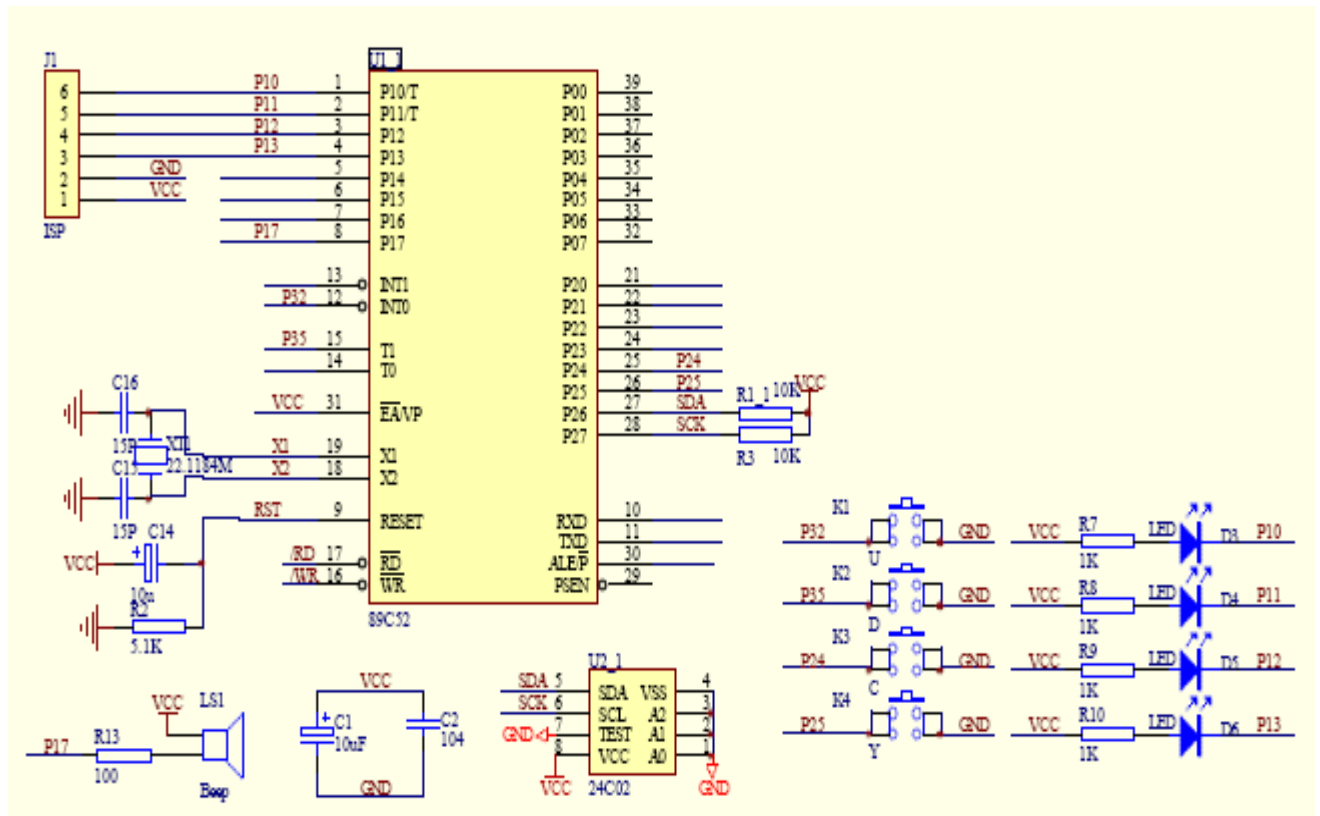 J1
6 P10 1 P10/T
5 P11 2 P11/T
4 P12 3 P12
3 P13 4 P13
2 GND 5 P14
1 VCC 6 P15
7 P16
P17 8 P17
ISP
U1_1
13 INT1
P32 12 INT0
P35 15 T1
14 T0
VCC 31 EA/VP
X1 19 X1
X2 18 X2
RST 9 RESET
/RD 17 RD
/WR 16 WR
89C52
P00 39
P01 38
P02 37
P03 36
P04 35
P05 34
P06 33
P07 32
P20 21
P21 22
P22 23
P23 24
P24 25 P24
P25 26 P25
P26 27 SDA
P27 28 SCK
RXD 10
TXD 11
ALE/P 30
PSEN 29
R1_1 10K VCC
R3 10K
C16
15P
XT1
22.1184M
C15
15P
C14
VCC +
10u
R2
5.1K
K1
P32 GND
U
K2
P35 GND
D
K3
P24 GND
C
K4
P25 GND
Y
VCC R7 LED D3 P10
1K
VCC R8 LED D4 P11
1K
VCC R9 LED D5 P12
1K
VCC R10 LED D6 P13
1K
VCC LS1
P17 R13
100
Beep
VCC
+ C1 C2
10uF 104
GND
U2_1
SDA 5 SDA VSS 4
SCK 6 SCL A2 3
GND 7 TEST A1 2
8 VCC A0 1
VCC 24C02 GND